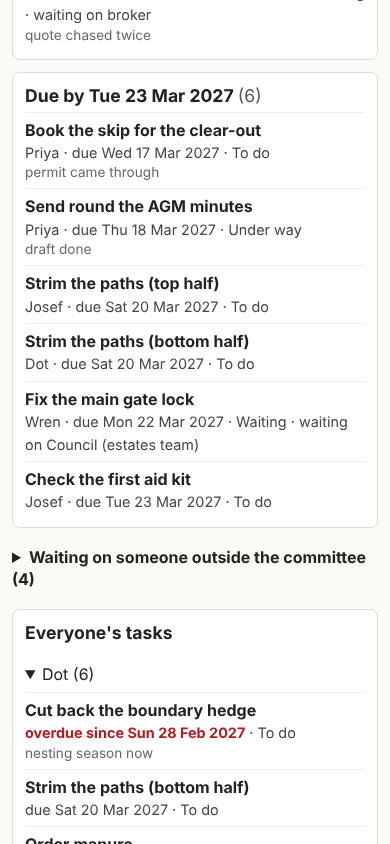 · waiting on broker
quote chased twice
Due by Tue 23 Mar 2027 (6)
Book the skip for the clear-out
Priya · due Wed 17 Mar 2027 · To do
permit came through
Send round the AGM minutes
Priya · due Thu 18 Mar 2027 · Under way
draft done
Strim the paths (top half)
Josef · due Sat 20 Mar 2027 · To do
Strim the paths (bottom half)
Dot · due Sat 20 Mar 2027 · To do
Fix the main gate lock
Wren · due Mon 22 Mar 2027 · Waiting · waiting
on Council (estates team)
Check the first aid kit
Josef · due Tue 23 Mar 2027 · To do
▶ Waiting on someone outside the committee
(4)
Everyone's tasks
▼ Dot (6)
Cut back the boundary hedge
overdue since Sun 28 Feb 2027 · To do
nesting season now
Strim the paths (bottom half)
due Sat 20 Mar 2027 · To do
Order manure